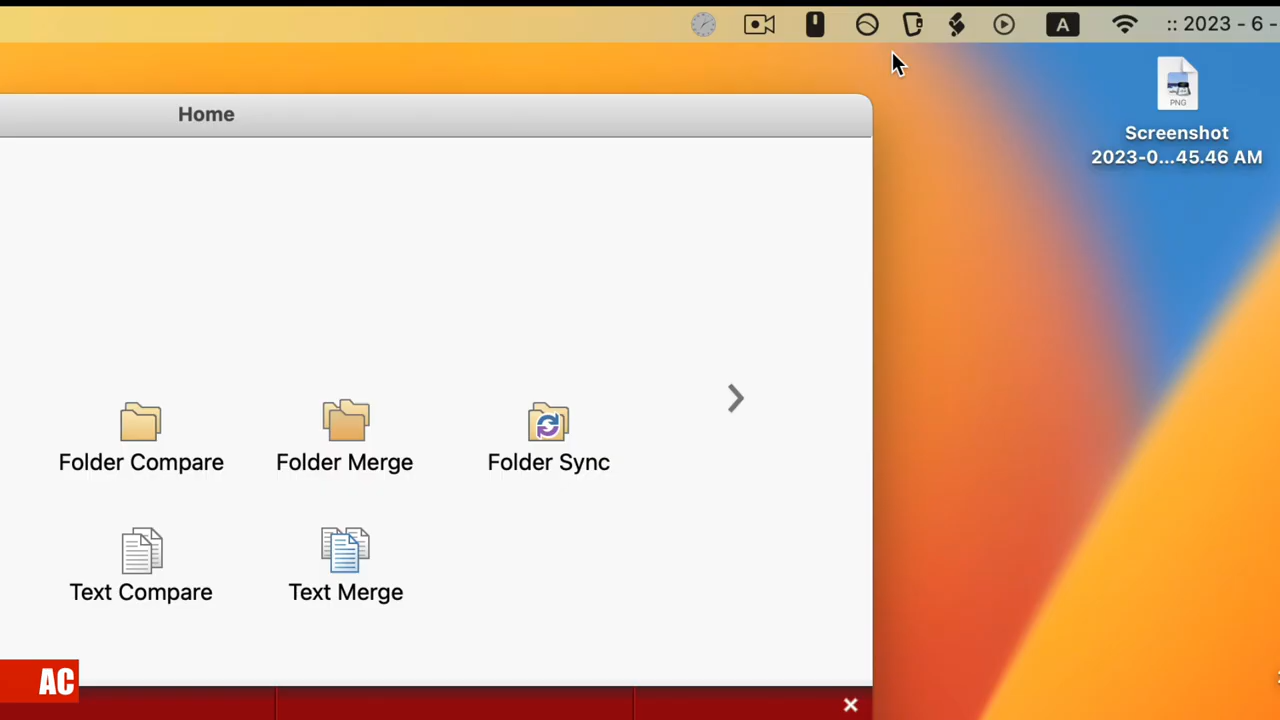 A
:: 2023 - 6 -
Home
PNG
Screenshot
2023-0...45.46 AM
Folder Compare
Folder Merge
Folder Sync
Text Compare
Text Merge
AC